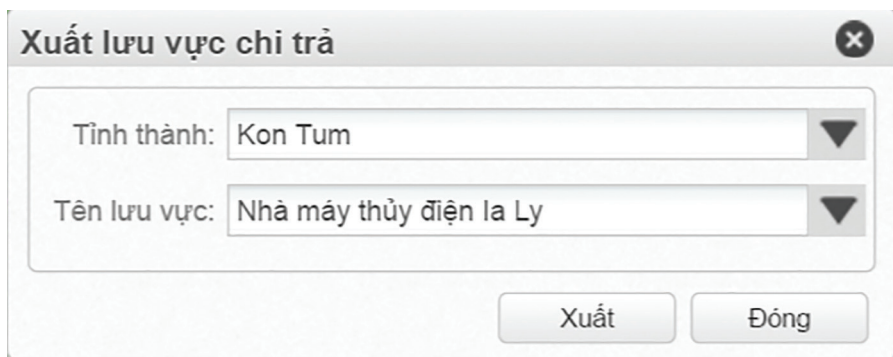 Xuất lưu vực chi trả
Tỉnh thành: Kon Tum
Tên lưu vực: Nhà máy thủy điện Ia Ly
Xuất Đóng